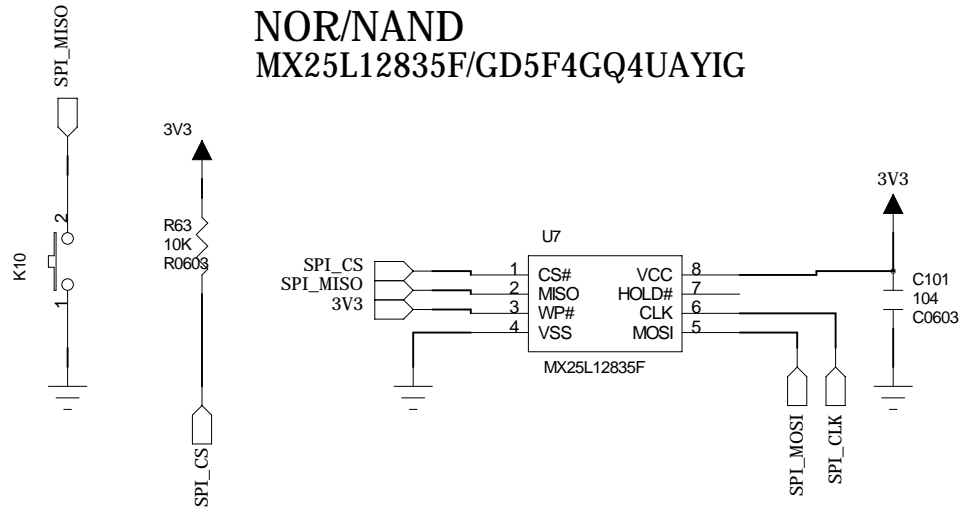 NOR/NAND
MX25L12835F/GD5F4GQ4UAYIG
SPI_MISO
2
K10
1
3V3
R63
10K
R0603
SPI_CS
U7
SPI_CS
SPI_MISO
3V3
1 CS# VCC 8
2 MISO HOLD# 7
3 WP# CLK 6
4 VSS MOSI 5
MX25L12835F
SPI_MOSI
SPI_CLK
3V3
C101
104
C0603